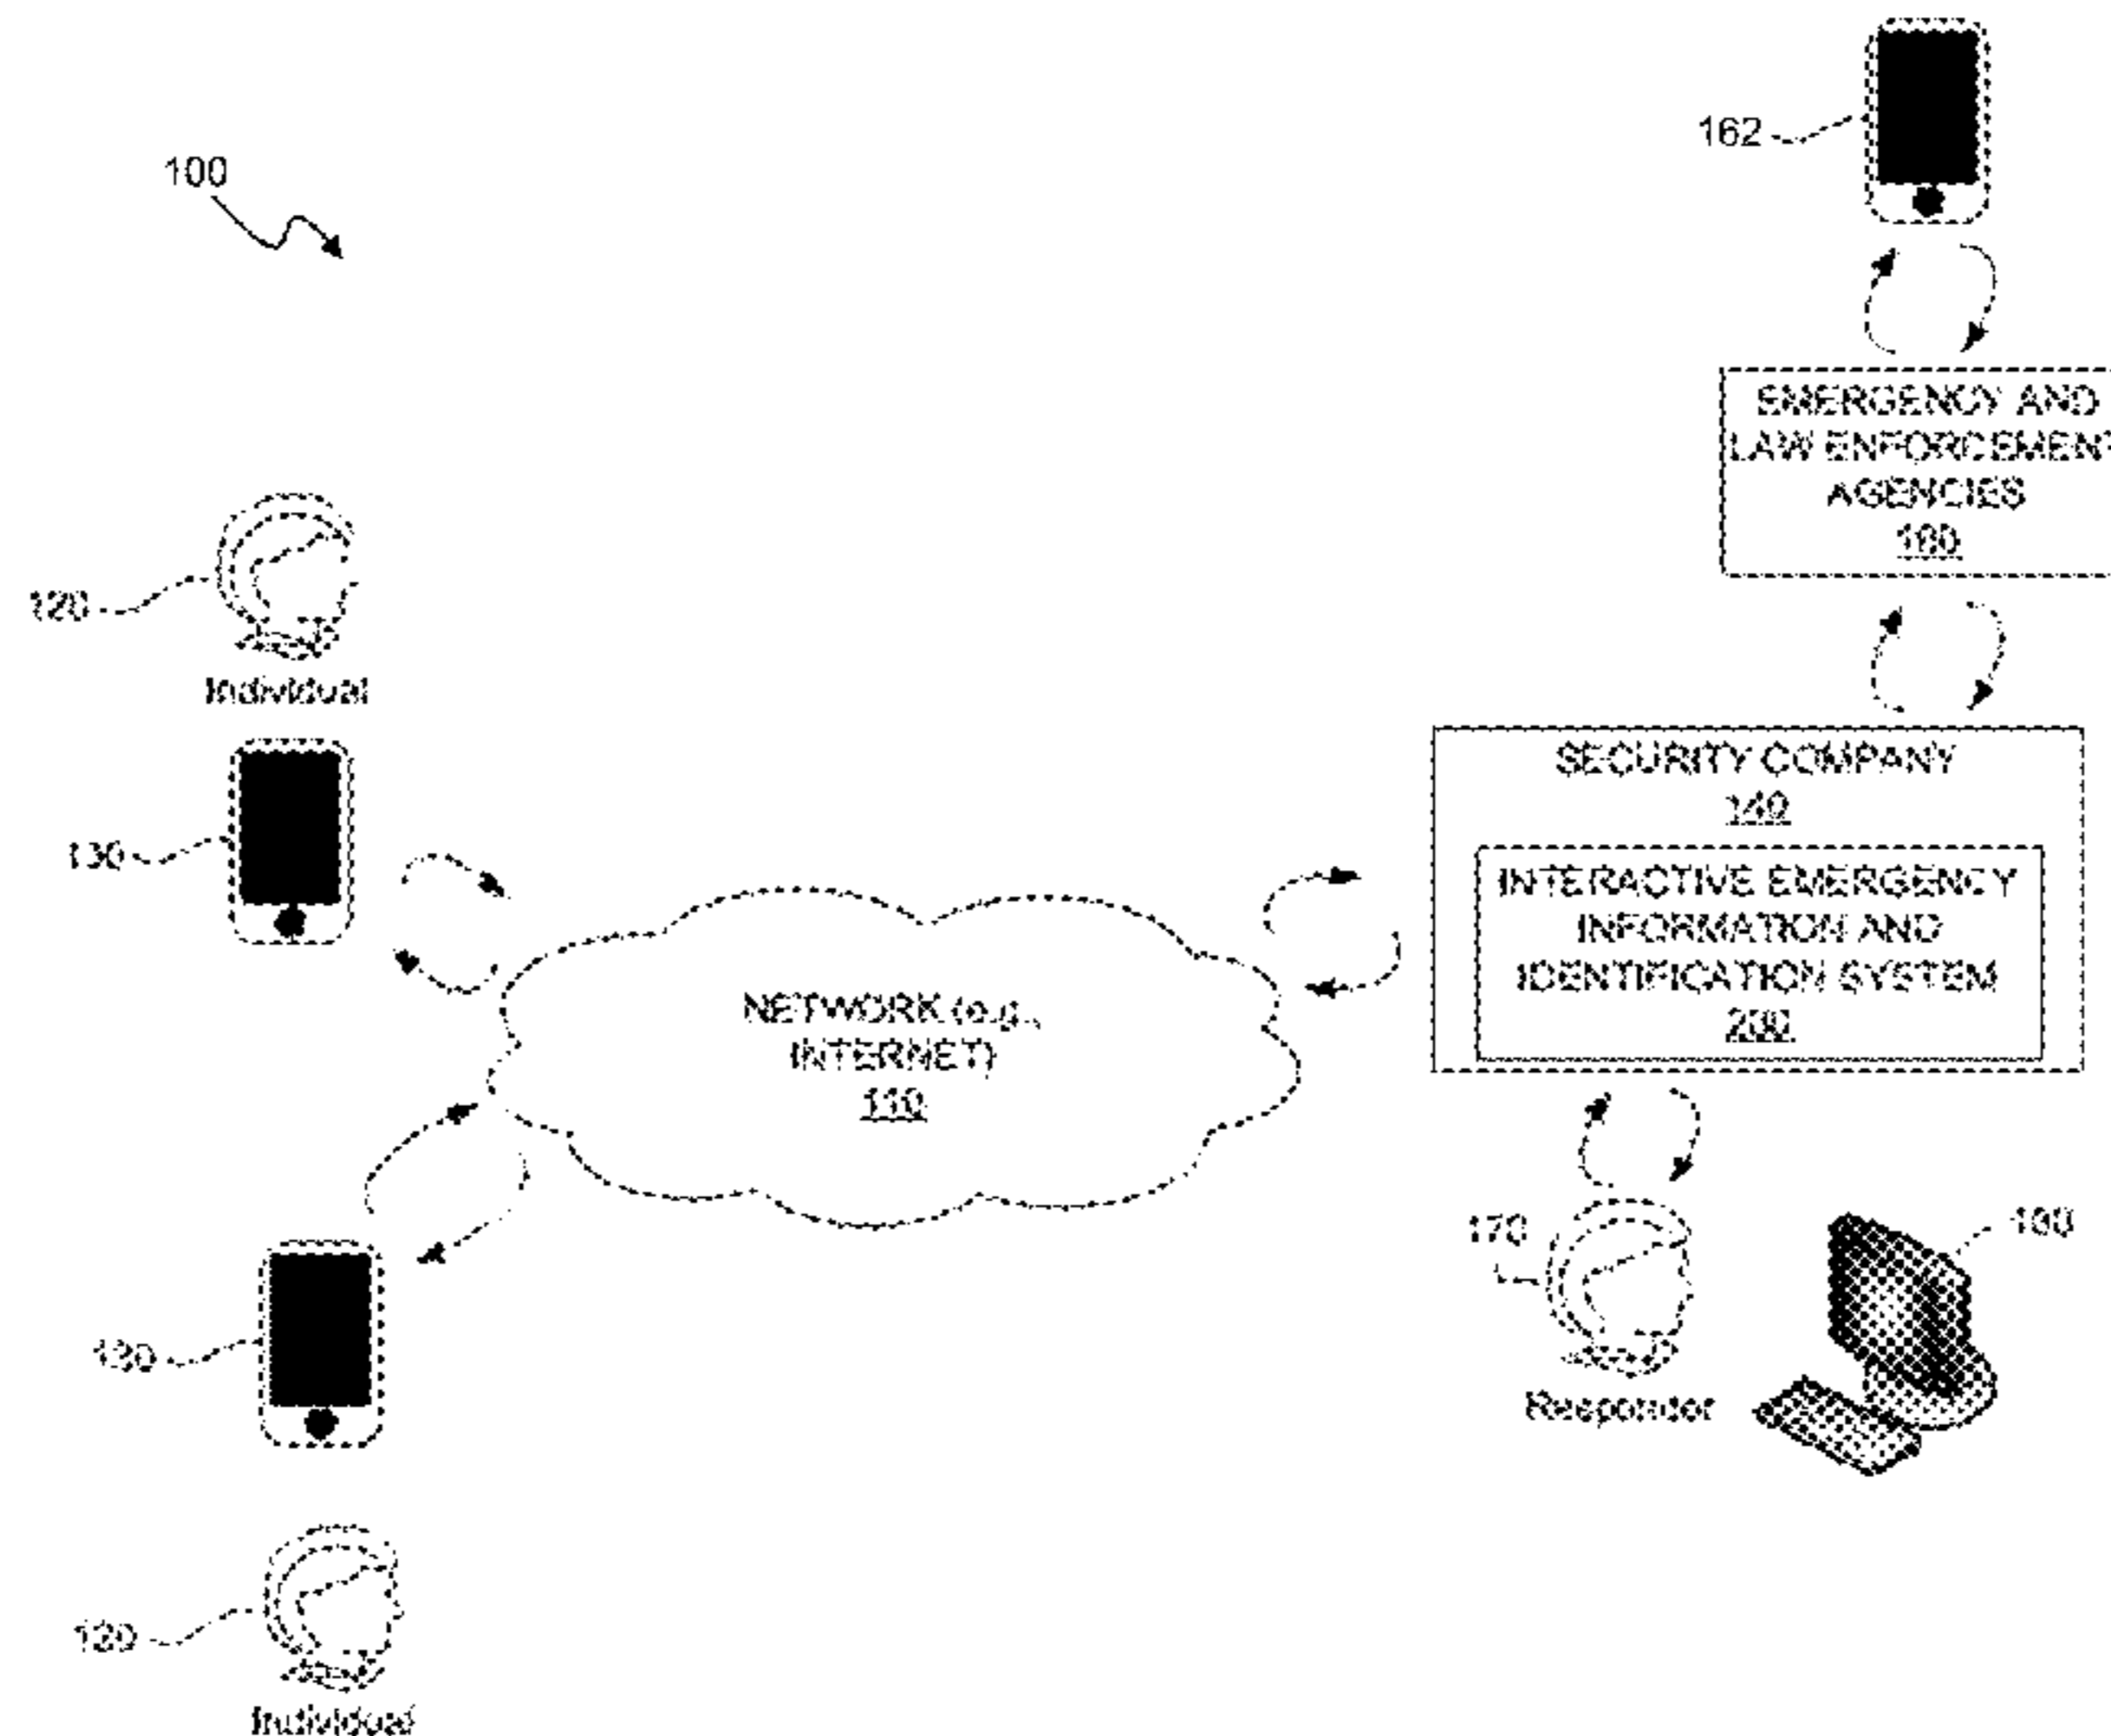 100
162
EMERGENCY AND
LAW ENFORCEMENT
AGENCIES
120
Individual
130
SECURITY COMPANY
140
INTERACTIVE EMERGENCY
INFORMATION AND
IDENTIFICATION SYSTEM
200
NETWORK (e.g.,
INTERNET)
110
170
Responder
130
120
Individual